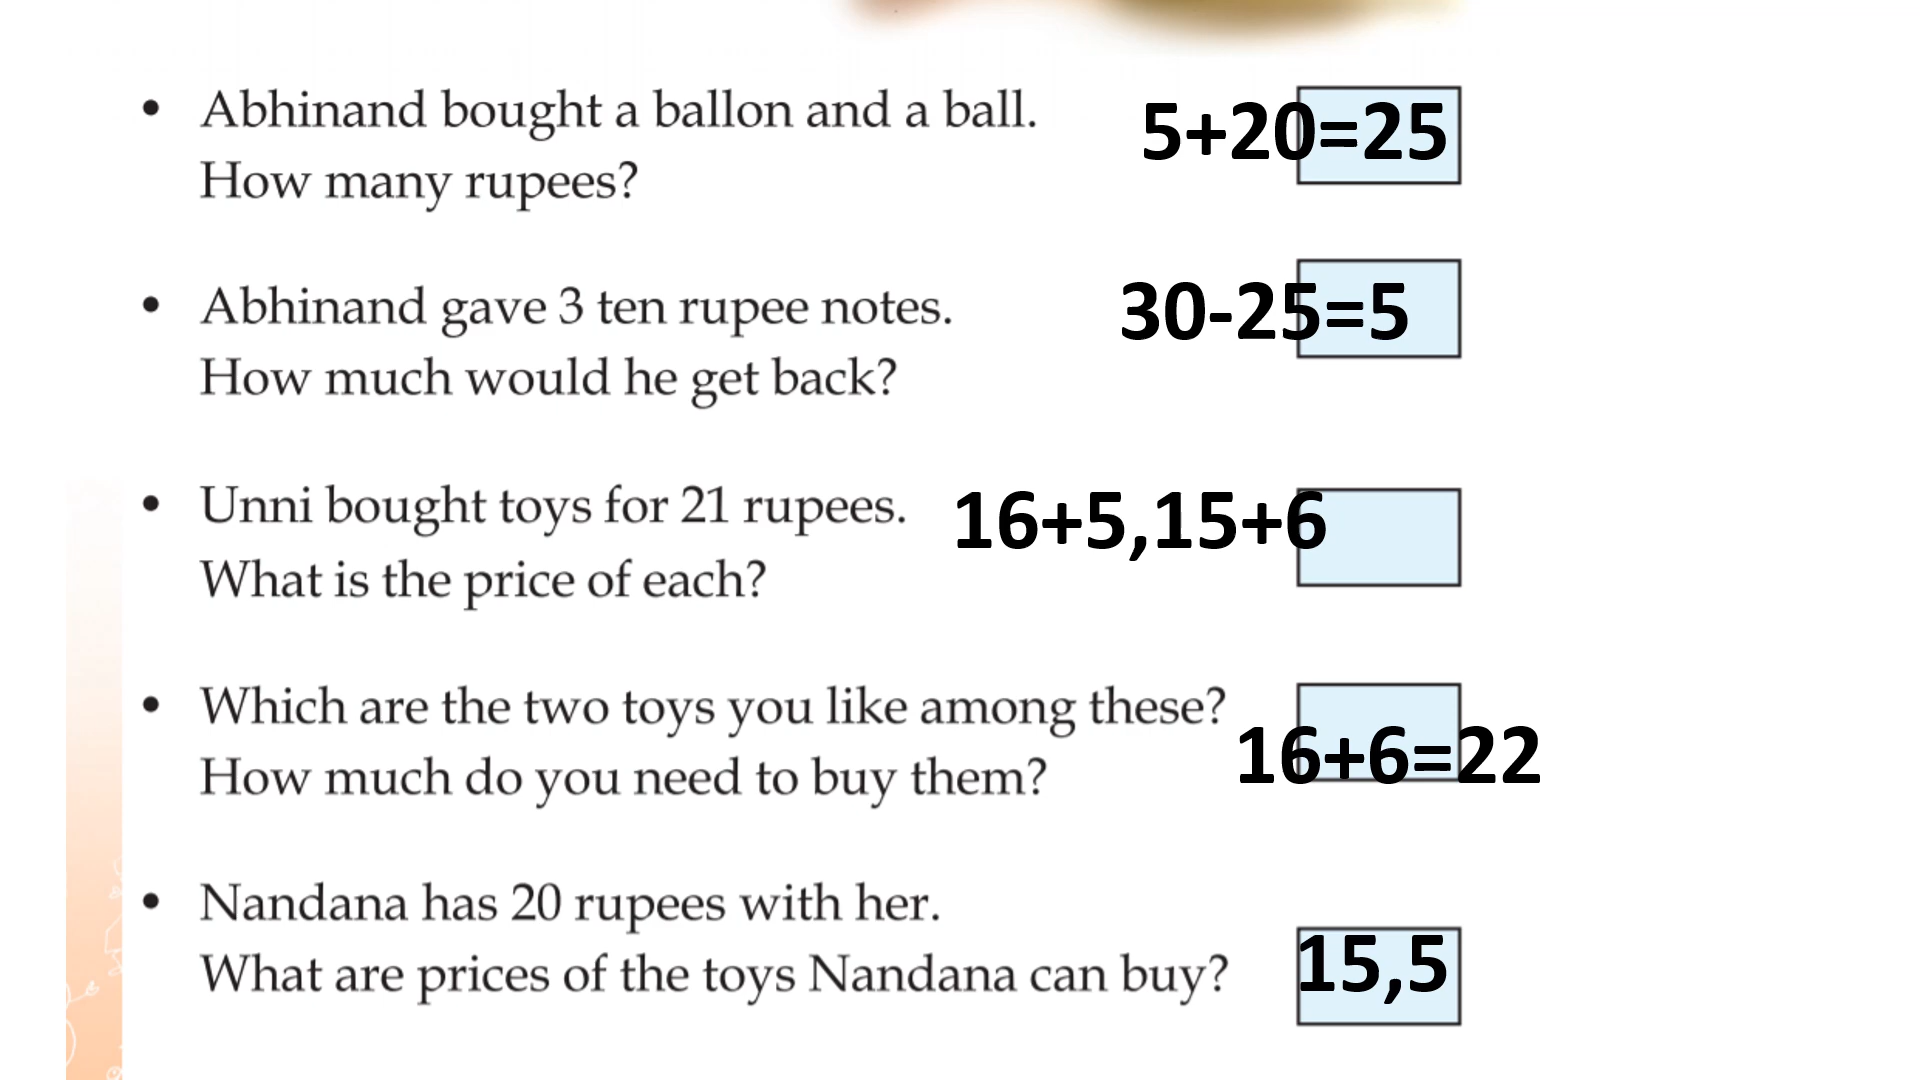 • Abhinand bought a ballon and a ball.
5+20=25
How many rupees?
• Abhinand gave 3 ten rupee notes.
30-25=5
How much would he get back?
• Unni bought toys for 21 rupees.
16+5,15+6
What is the price of each?
• Which are the two toys you like among these?
16+6=22
How much do you need to buy them?
• Nandana has 20 rupees with her.
What are prices of the toys Nandana can buy?
15,5